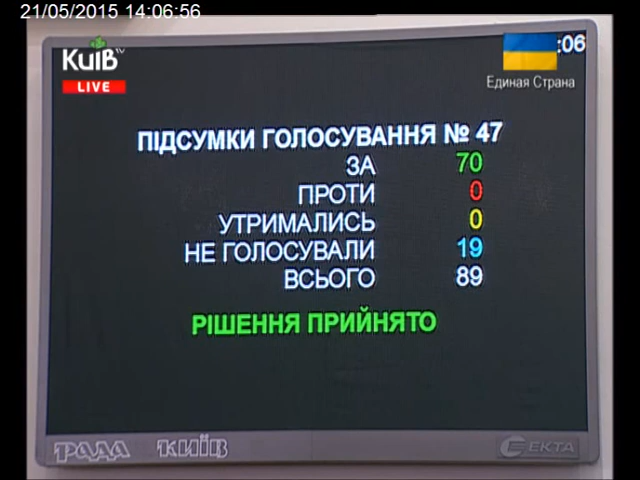 21/05/2015 14:06:56
КиїВ tv
LIVE
:06
Единая Страна
ПІДСУМКИ ГОЛОСУВАННЯ № 47
ЗА 70
ПРОТИ 0
УТРИМАЛИСЬ 0
НЕ ГОЛОСУВАЛИ 19
ВСЬОГО 89
РІШЕННЯ ПРИЙНЯТО
РАДА КИЇВ
ЕКТА